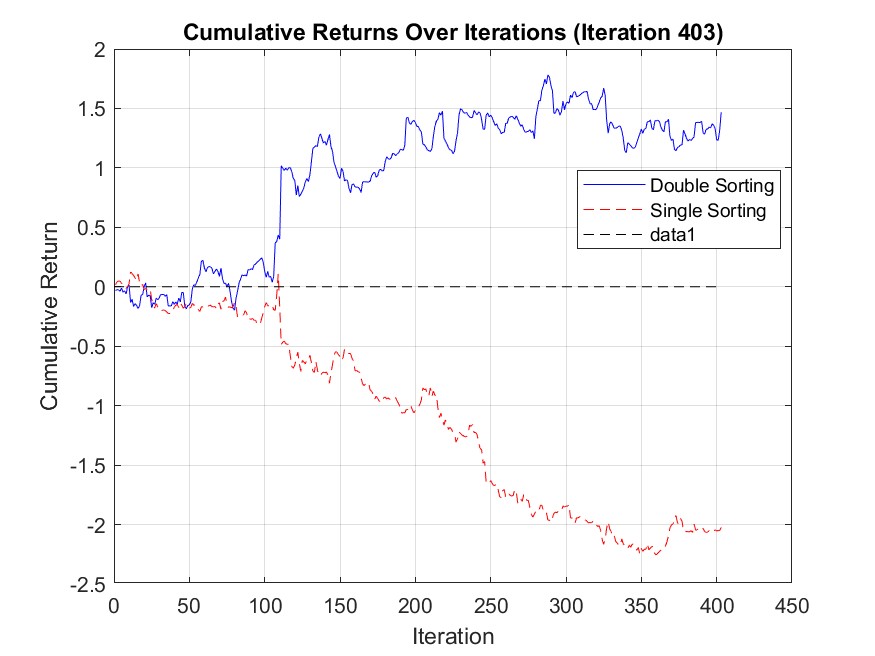 Cumulative Returns Over Iterations (Iteration 403)
2
1.5
1
0.5
0
-0.5
-1
-1.5
-2
-2.5
Cumulative Return
Double Sorting
Single Sorting
data1
0 50 100 150 200 250 300 350 400 450
Iteration